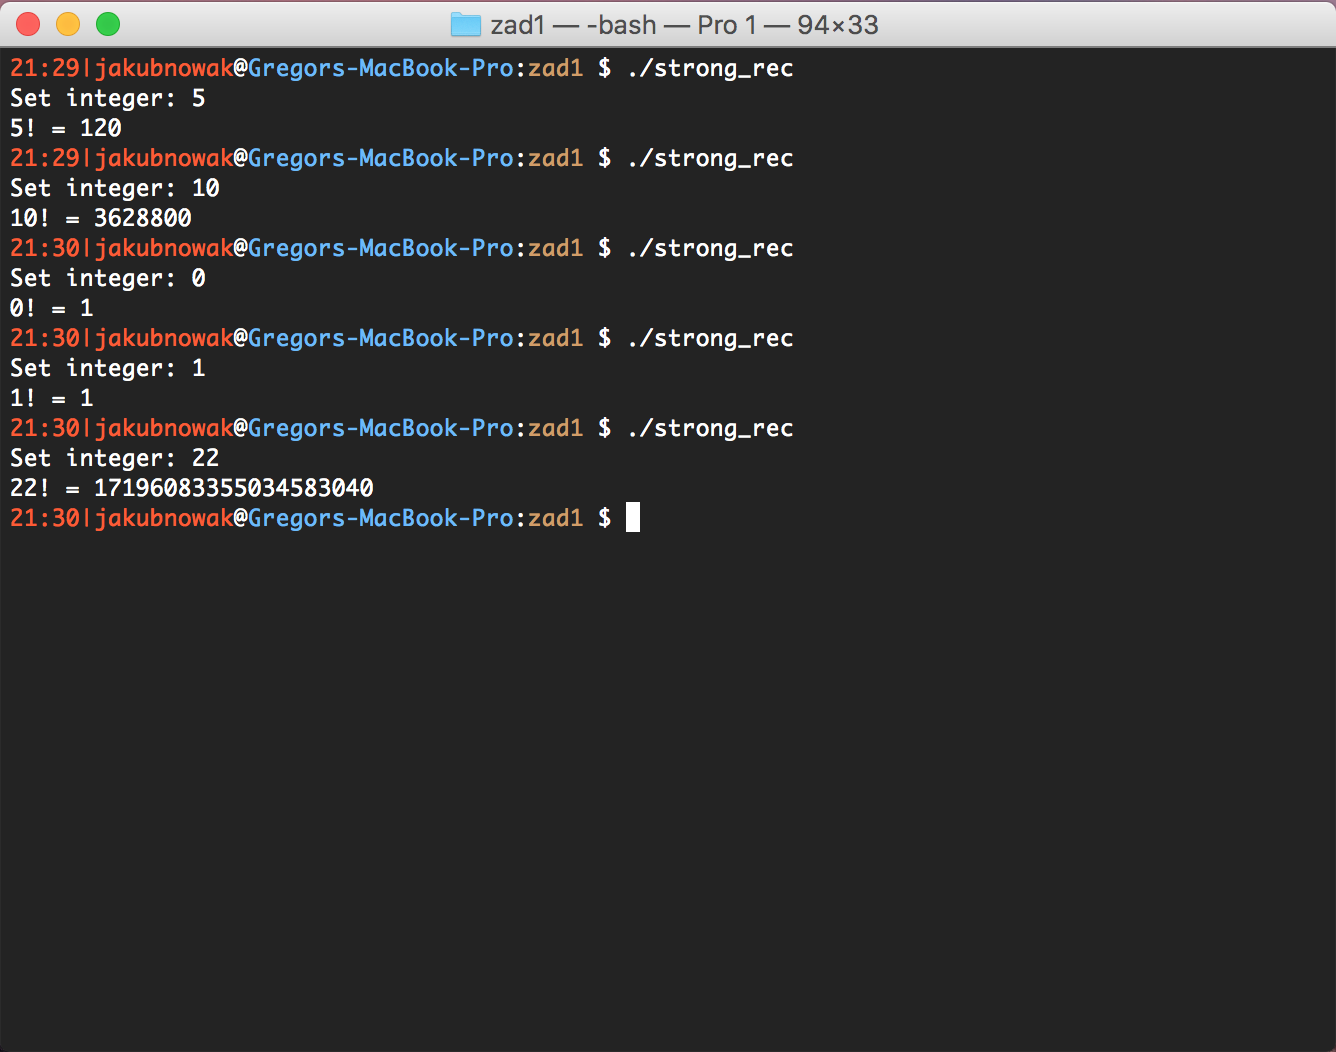 zad1 — -bash — Pro 1 — 94×33
21:29|jakubnowak@Gregors-MacBook-Pro:zad1 $ ./strong_rec
Set integer: 5
5! = 120
21:29|jakubnowak@Gregors-MacBook-Pro:zad1 $ ./strong_rec
Set integer: 10
10! = 3628800
21:30|jakubnowak@Gregors-MacBook-Pro:zad1 $ ./strong_rec
Set integer: 0
0! = 1
21:30|jakubnowak@Gregors-MacBook-Pro:zad1 $ ./strong_rec
Set integer: 1
1! = 1
21:30|jakubnowak@Gregors-MacBook-Pro:zad1 $ ./strong_rec
Set integer: 22
22! = 17196083355034583040
21:30|jakubnowak@Gregors-MacBook-Pro:zad1 $